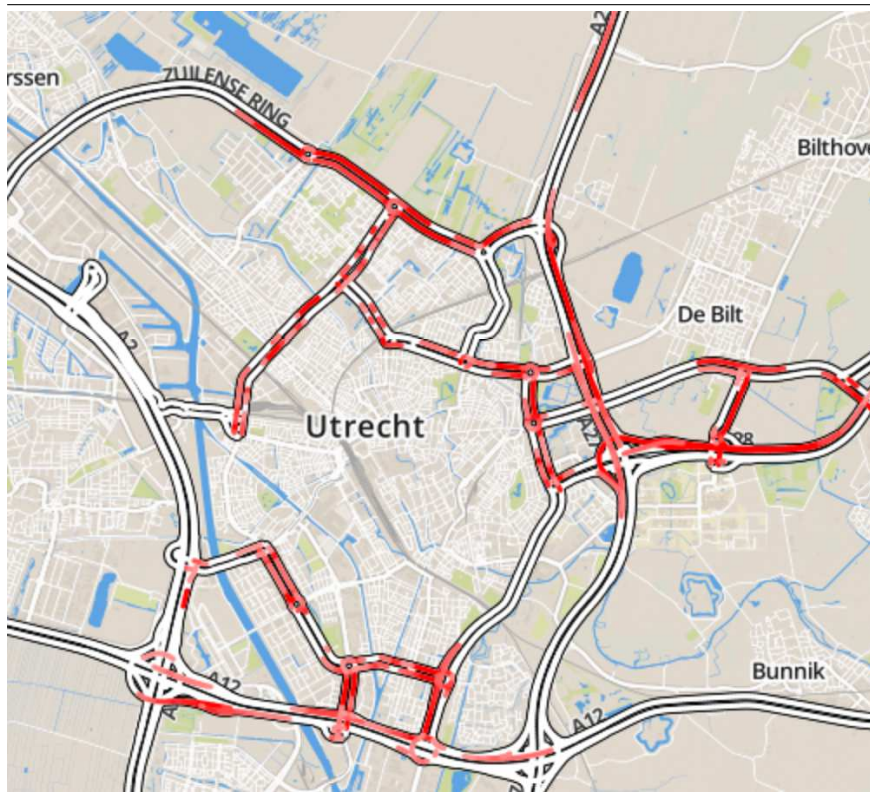 A2
rssen
ZUILENSE RING
Bilthove
De Bilt
A2
Utrecht
A27
Bunnik
A12
A12